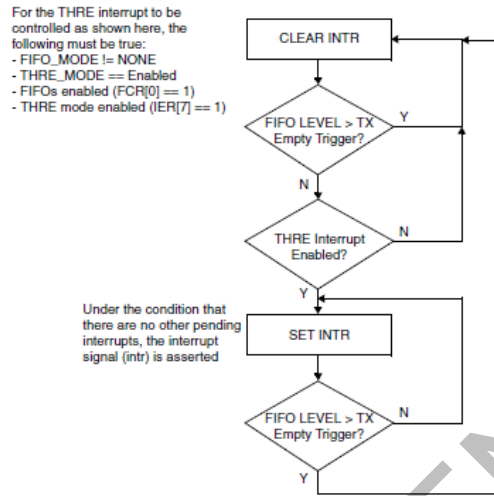 For the THRE interrupt to be
controlled as shown here, the
following must be true:
- FIFO_MODE != NONE
- THRE_MODE == Enabled
- FIFOs enabled (FCR[0] == 1)
- THRE mode enabled (IER[7] == 1)
CLEAR INTR
FIFO LEVEL > TX
Empty Trigger?
Y
N
THRE Interrupt
Enabled?
N
Y
Under the condition that
there are no other pending
interrupts, the interrupt
signal (intr) is asserted
SET INTR
FIFO LEVEL > TX
Empty Trigger?
N
Y